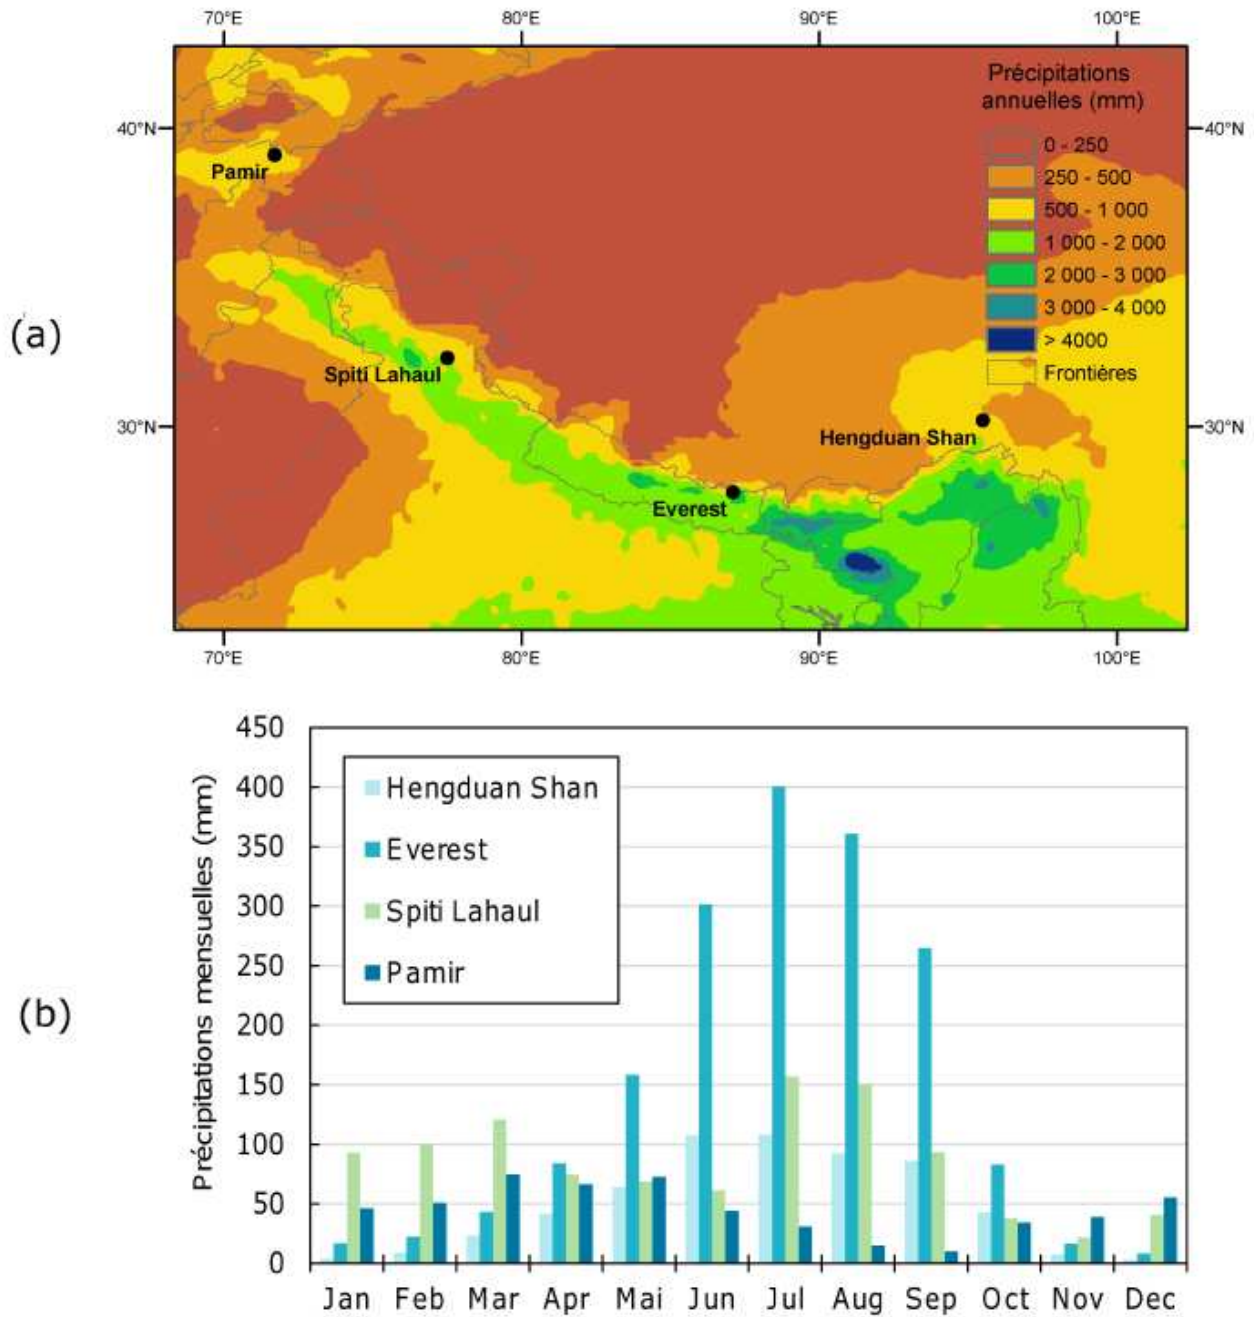 70°E 80°E 90°E 100°E
Précipitations
annuelles (mm)
40°N 40°N
0 - 250
Pamir
250 - 500
500 - 1 000
1 000 - 2 000
2 000 - 3 000
3 000 - 4 000
(a)
> 4000
Spiti Lahaul
Frontières
30°N 30°N
Hengduan Shan
Everest
70°E 80°E 90°E 100°E
450
400
350
300
250
200
150
100
50
0
Précipitations mensuelles (mm)
Hengduan Shan
Everest
Spiti Lahaul
Pamir
(b)
Jan Feb Mar Apr Mai Jun Jul Aug Sep Oct Nov Dec